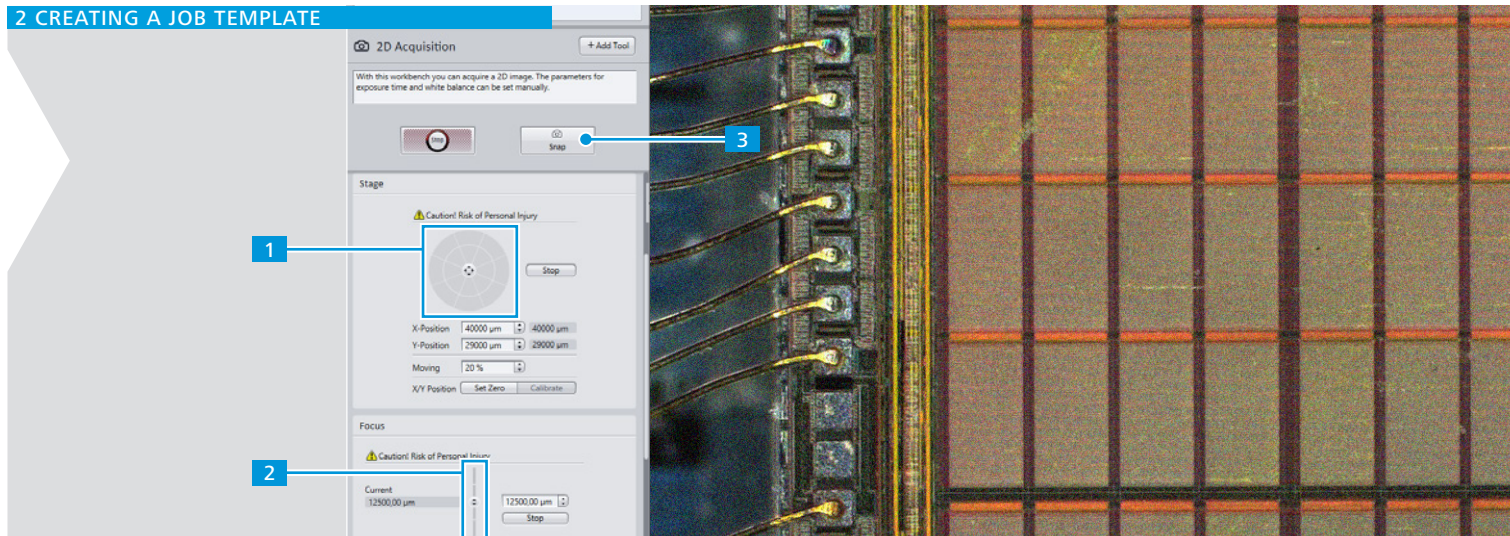 2 CREATING A JOB TEMPLATE
2D Acquisition
+ Add Tool
With this workbench you can acquire a 2D image. The parameters for
exposure time and white balance can be set manually.
Stop
Snap
3
Stage
Caution! Risk of Personal Injury
1
Stop
X-Position 40000 µm 40000 µm
Y-Position 29000 µm 29000 µm
Moving 20 %
X/Y Position Set Zero Calibrate
Focus
Caution! Risk of Personal Injury
2
Current
12500,00 µm 12500,00 µm
Stop